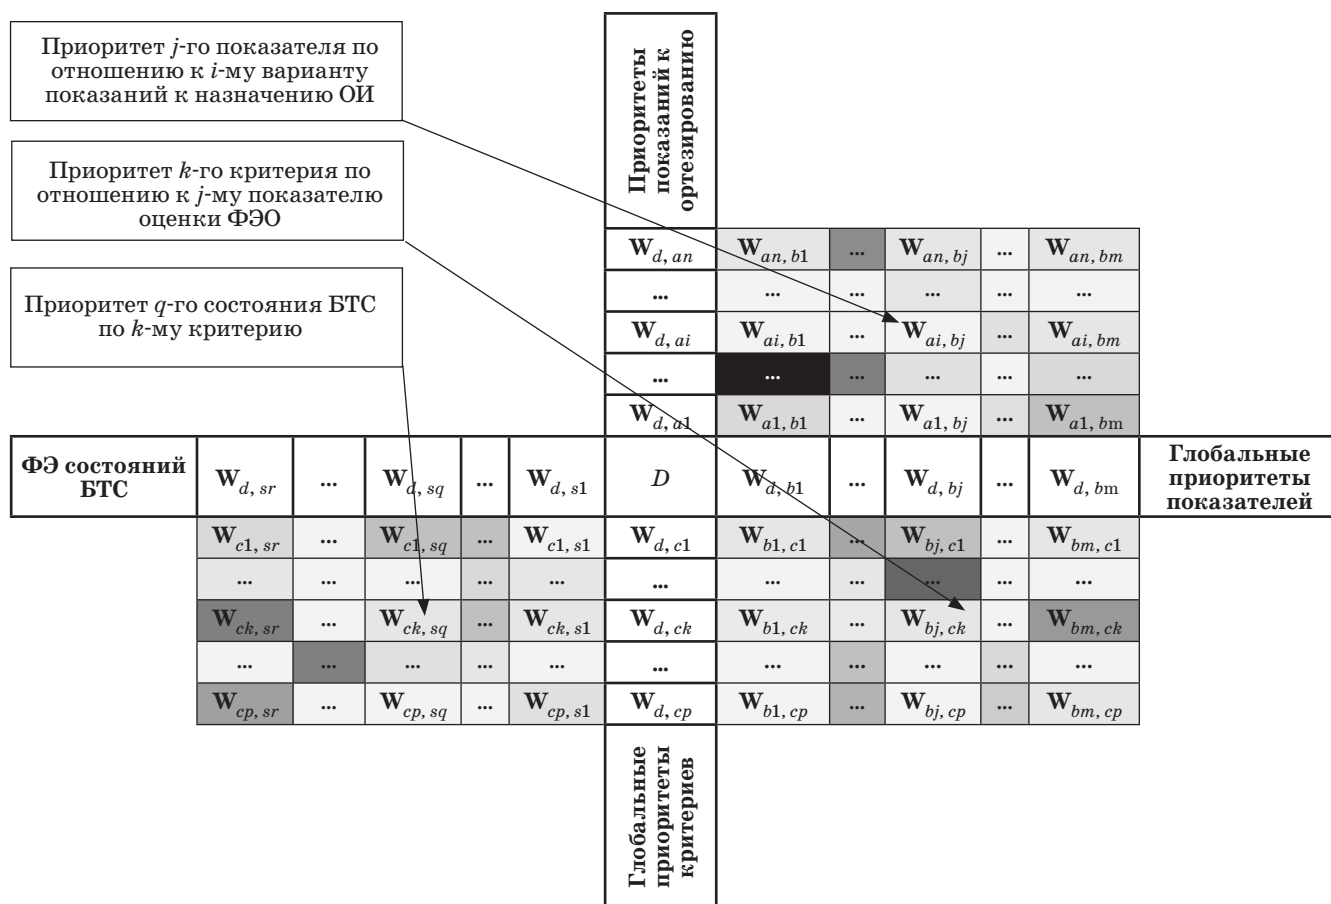 Приоритет j-го показателя по
отношению к i-му варианту
показаний к назначению ОИ
Приоритет k-го критерия по
отношению к j-му показателю
оценки ФЭО
Приоритет q-го состояния БТС
по k-му критерию
Приоритеты
показаний к
ортезированию
W d, an W an, b1 ... W an, bj ... W an, bm
... ... ... ... ... ...
W d, ai W ai, b1 ... W ai, bj ... W ai, bm
... ... ... ... ... ...
W d, a1 W a1, b1 ... W a1, bj ... W a1, bm
ФЭ состояний
БТС
W d, sr ... W d, sq ... W d, s1 D W d, b1 ... W d, bj ... W d, bm
Глобальные
приоритеты
показателей
W c1, sr ... W c1, sq ... W c1, s1 W d, c1 W b1, c1 ... W bj, c1 ... W bm, c1
... ... ... ... ... ... ... ... ... ... ...
W ck, sr ... W ck, sq ... W ck, s1 W d, ck W b1, ck ... W bj, ck ... W bm, ck
... ... ... ... ... ... ... ... ... ... ...
W cp, sr ... W cp, sq ... W cp, s1 W d, cp W b1, cp ... W bj, cp ... W bm, cp
Глобальные
приоритеты
критериев